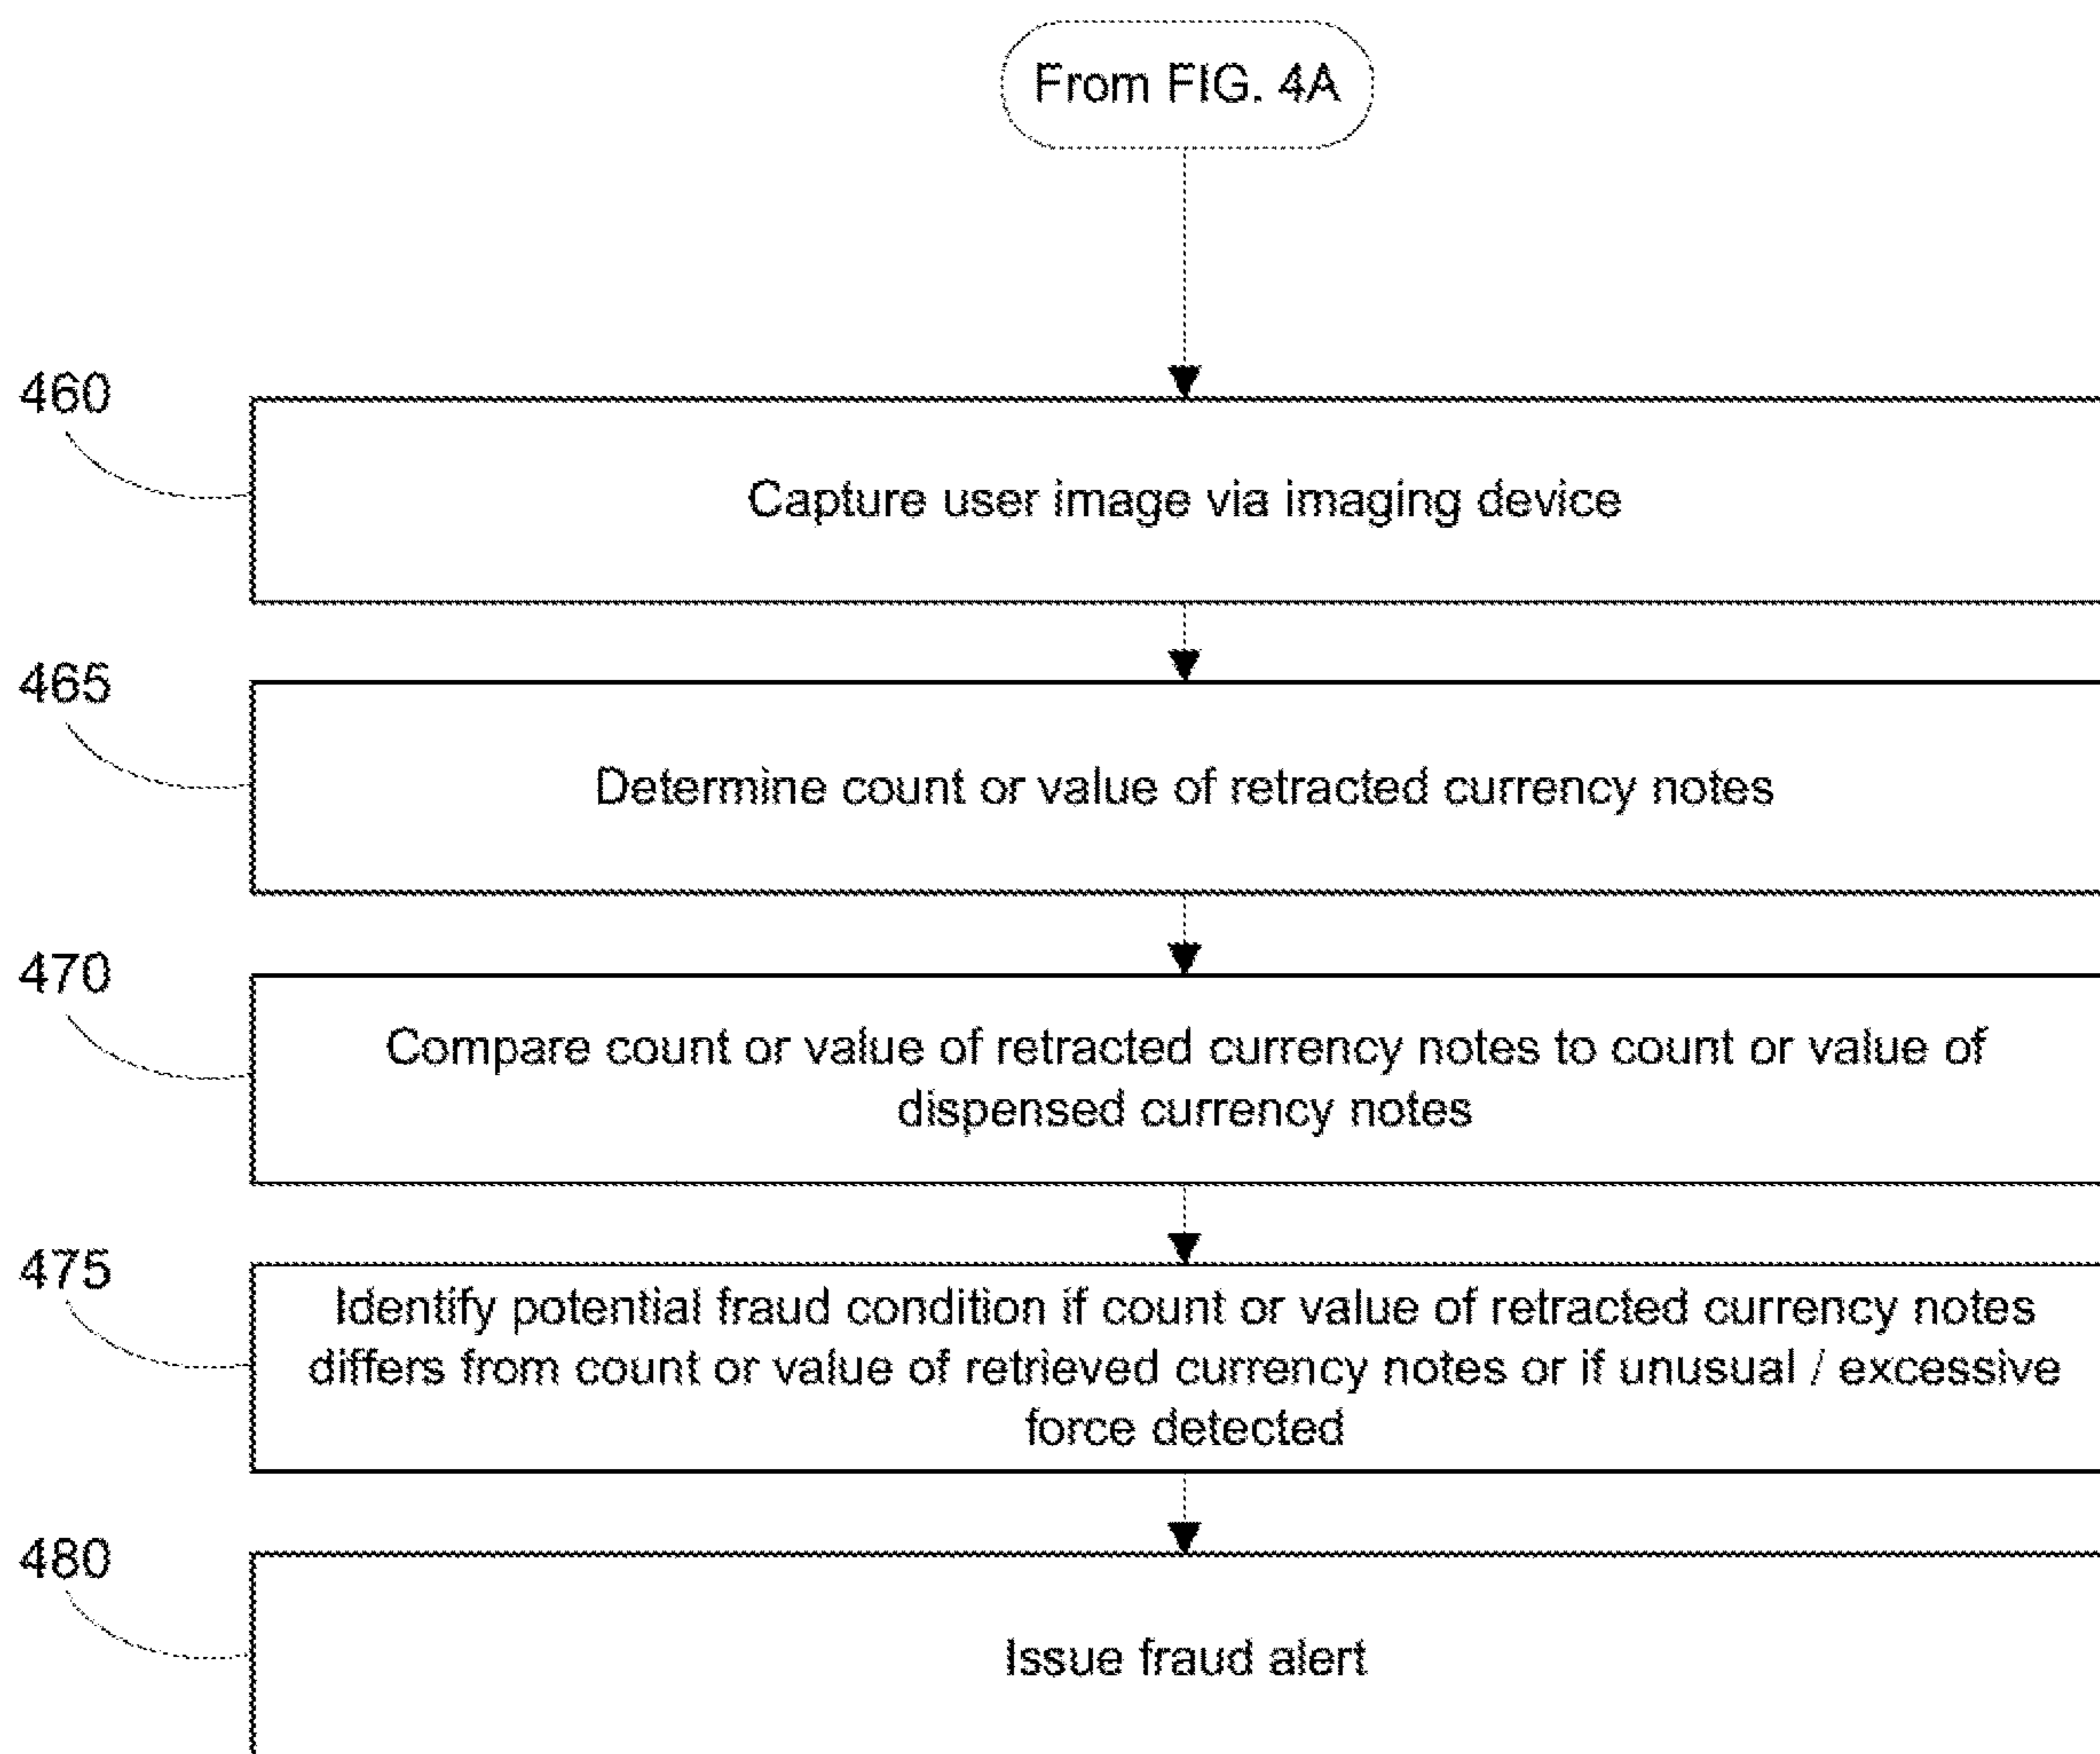 From FIG. 4A
460
Capture user image via imaging device
465
Determine count or value of retracted currency notes
470
Compare count or value of retracted currency notes to count or value of
dispensed currency notes
475
Identify potential fraud condition if count or value of retracted currency notes
differs from count or value of retrieved currency notes or if unusual / excessive
force detected
480
Issue fraud alert